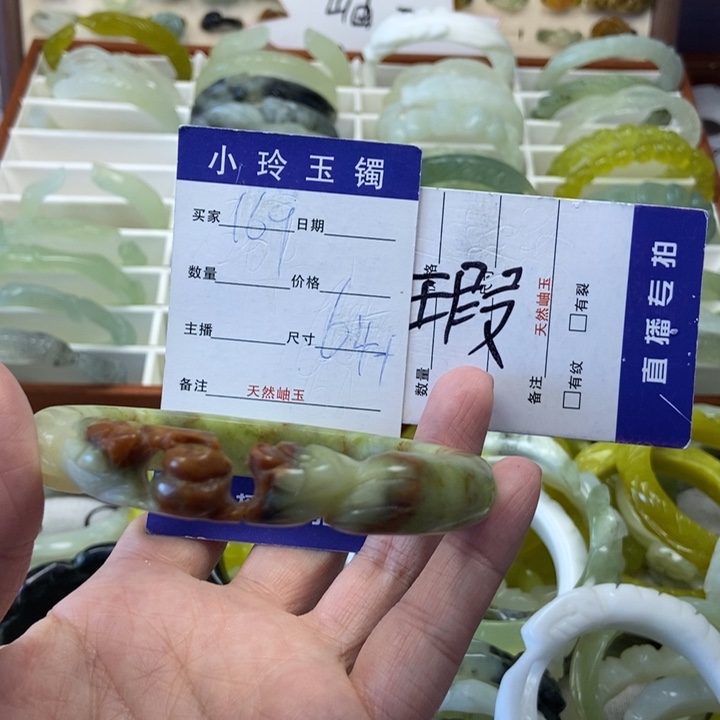 小玲玉镯
买家 169 日期
数量 价格
主播 尺寸 64
备注 天然岫玉
直播专拍
瑕
数量
备注 天然岫玉
有纹 有裂